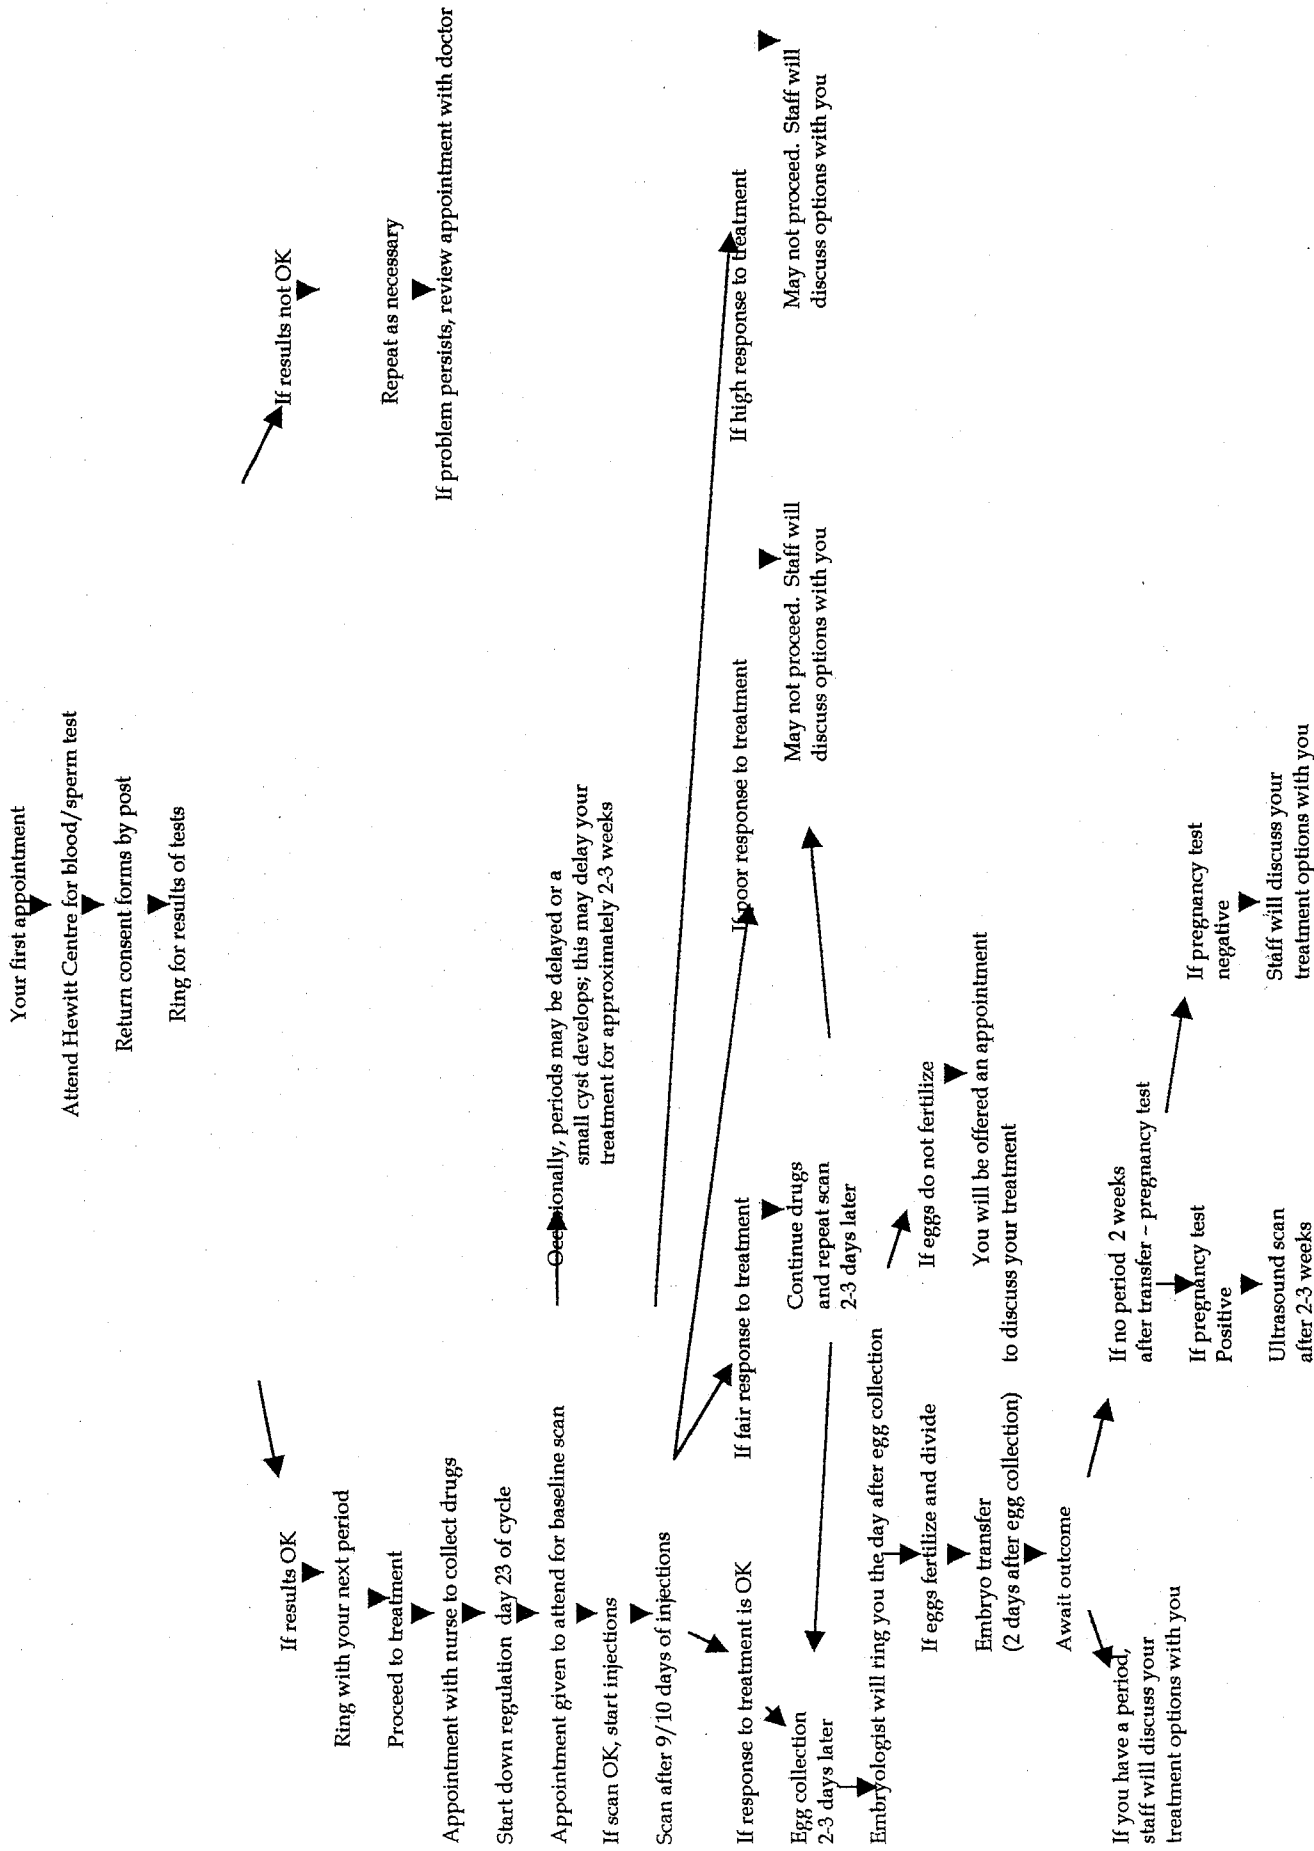 Your first appointment
Attend Hewitt Centre for blood/sperm test
Return consent forms by post
Ring for results of tests
If results OK
If results not OK
Ring with your next period
Repeat as necessary
Proceed to treatment
If problem persists, review appointment with doctor
Appointment with nurse to collect drugs
Start down regulation day 23 of cycle
Appointment given to attend for baseline scan
Occasionally, periods may be delayed or a
small cyst develops; this may delay your
treatment for approximately 2-3 weeks
If scan OK, start injections
Scan after 9/10 days of injections
If response to treatment is OK
If fair response to treatment
If poor response to treatment
If high response to treatment
Egg collection
2-3 days later
Continue drugs
and repeat scan
2-3 days later
May not proceed. Staff will
discuss options with you
May not proceed. Staff will
discuss options with you
Embryologist will ring you the day after egg collection
If eggs fertilize and divide
If eggs do not fertilize
Embryo transfer
(2 days after egg collection)
You will be offered an appointment
to discuss your treatment
Await outcome
If you have a period,
staff will discuss your
treatment options with you
If no period 2 weeks
after transfer – pregnancy test
If pregnancy test
Positive
If pregnancy test
negative
Ultrasound scan
after 2-3 weeks
Staff will discuss your
treatment options with you